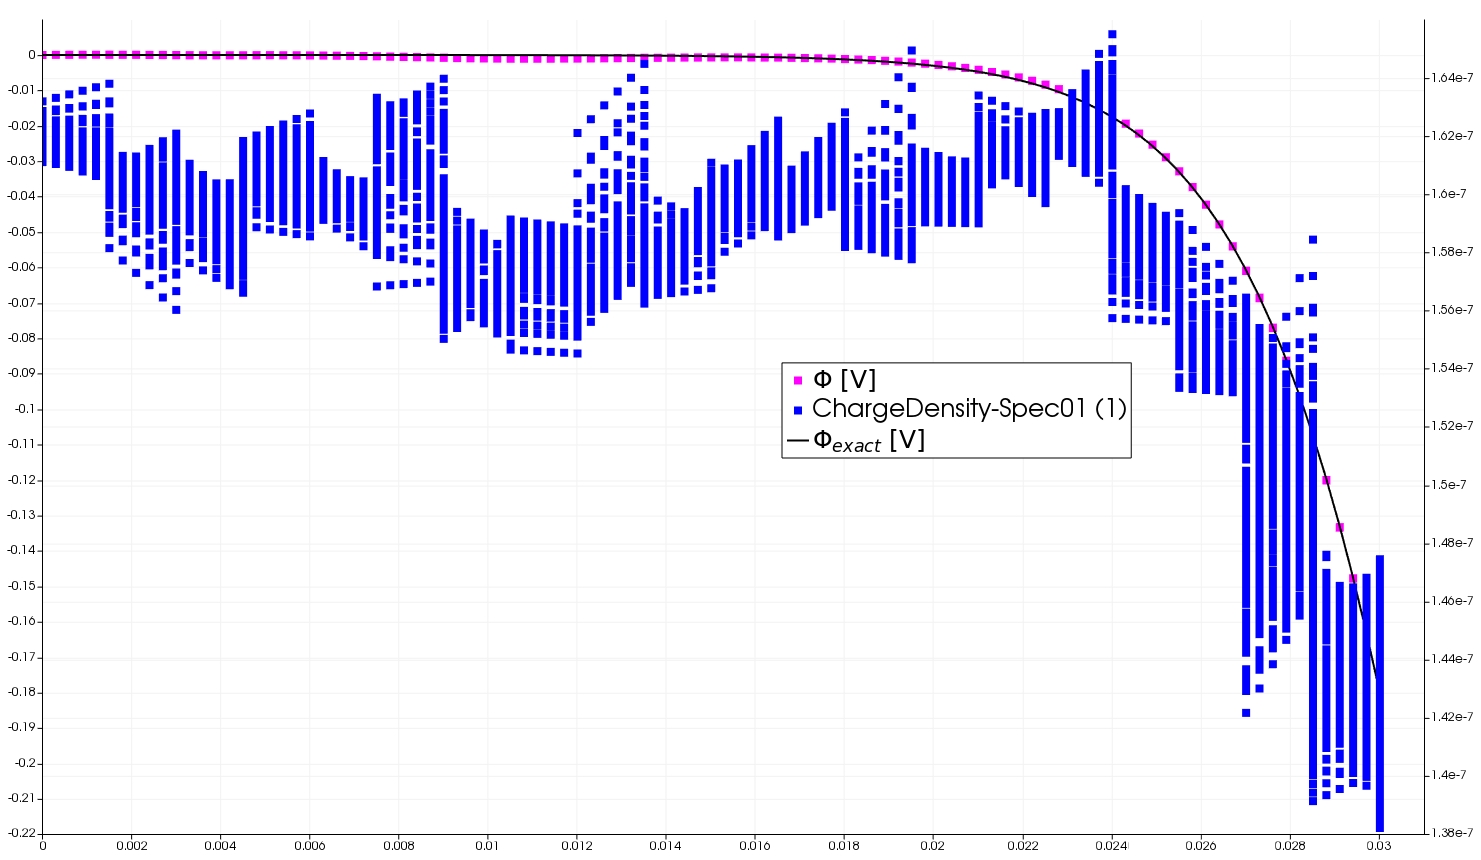 0
-0.01
-0.02
-0.03
-0.04
-0.05
-0.06
-0.07
-0.08
-0.09
-0.1
-0.11
-0.12
-0.13
-0.14
-0.15
-0.16
-0.17
-0.18
-0.19
-0.2
-0.21
-0.22
Φ [V]
ChargeDensity-Spec01 (1)
Φexact [V]
1.64e-7
1.62e-7
1.6e-7
1.58e-7
1.56e-7
1.54e-7
1.52e-7
1.5e-7
1.48e-7
1.46e-7
1.44e-7
1.42e-7
1.4e-7
1.38e-7
0 0.002 0.004 0.006 0.008 0.01 0.012 0.014 0.016 0.018 0.02 0.022 0.024 0.026 0.028 0.03